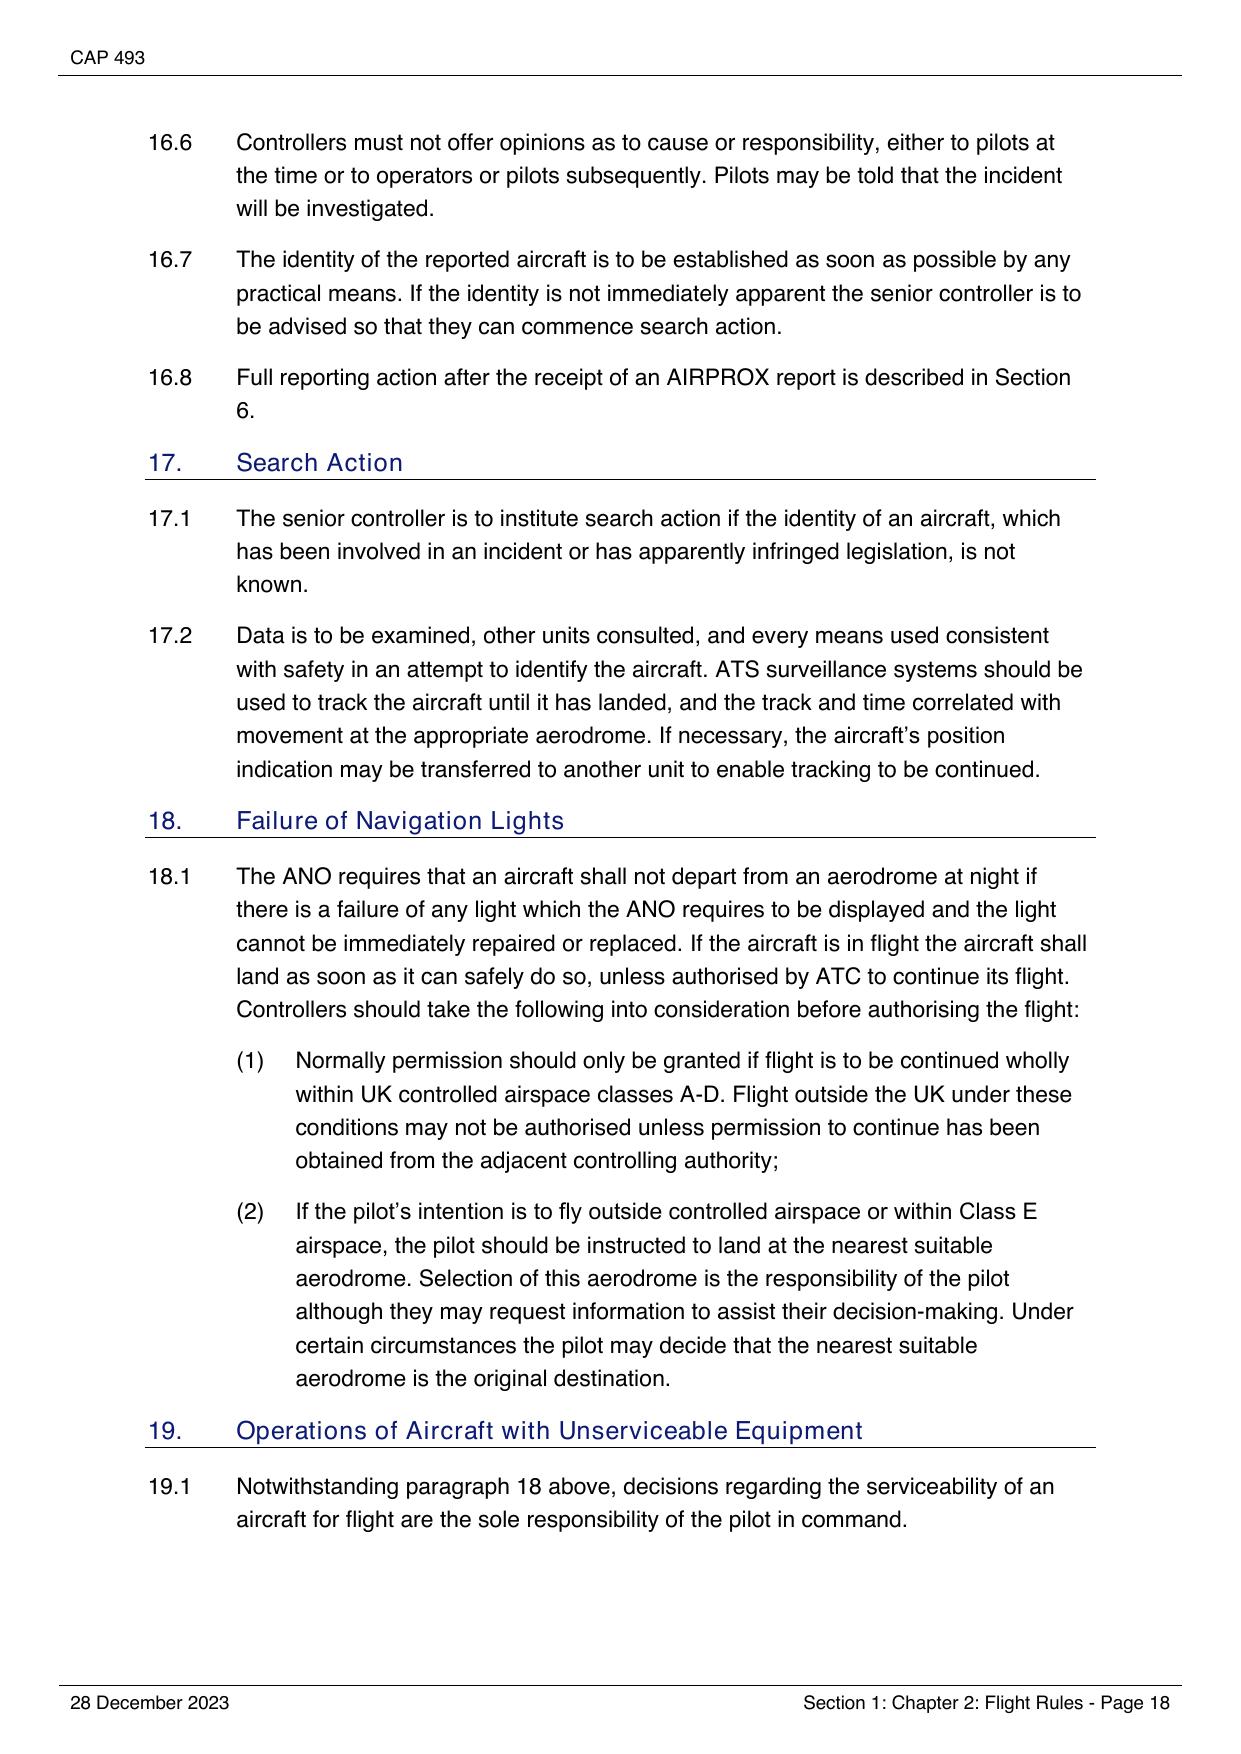 CAP 493
16.6 Controllers must not offer opinions as to cause or responsibility, either to pilots at
the time or to operators or pilots subsequently. Pilots may be told that the incident
will be investigated.
16.7 The identity of the reported aircraft is to be established as soon as possible by any
practical means. If the identity is not immediately apparent the senior controller is to
be advised so that they can commence search action.
16.8 Full reporting action after the receipt of an AIRPROX report is described in Section
6.
17. Search Action
17.1 The senior controller is to institute search action if the identity of an aircraft, which
has been involved in an incident or has apparently infringed legislation, is not
known.
17.2 Data is to be examined, other units consulted, and every means used consistent
with safety in an attempt to identify the aircraft. ATS surveillance systems should be
used to track the aircraft until it has landed, and the track and time correlated with
movement at the appropriate aerodrome. If necessary, the aircraft’s position
indication may be transferred to another unit to enable tracking to be continued.
18. Failure of Navigation Lights
18.1 The ANO requires that an aircraft shall not depart from an aerodrome at night if
there is a failure of any light which the ANO requires to be displayed and the light
cannot be immediately repaired or replaced. If the aircraft is in flight the aircraft shall
land as soon as it can safely do so, unless authorised by ATC to continue its flight.
Controllers should take the following into consideration before authorising the flight:
(1) Normally permission should only be granted if flight is to be continued wholly
within UK controlled airspace classes A-D. Flight outside the UK under these
conditions may not be authorised unless permission to continue has been
obtained from the adjacent controlling authority;
(2) If the pilot’s intention is to fly outside controlled airspace or within Class E
airspace, the pilot should be instructed to land at the nearest suitable
aerodrome. Selection of this aerodrome is the responsibility of the pilot
although they may request information to assist their decision-making. Under
certain circumstances the pilot may decide that the nearest suitable
aerodrome is the original destination.
19. Operations of Aircraft with Unserviceable Equipment
19.1 Notwithstanding paragraph 18 above, decisions regarding the serviceability of an
aircraft for flight are the sole responsibility of the pilot in command.
28 December 2023 Section 1: Chapter 2: Flight Rules - Page 18